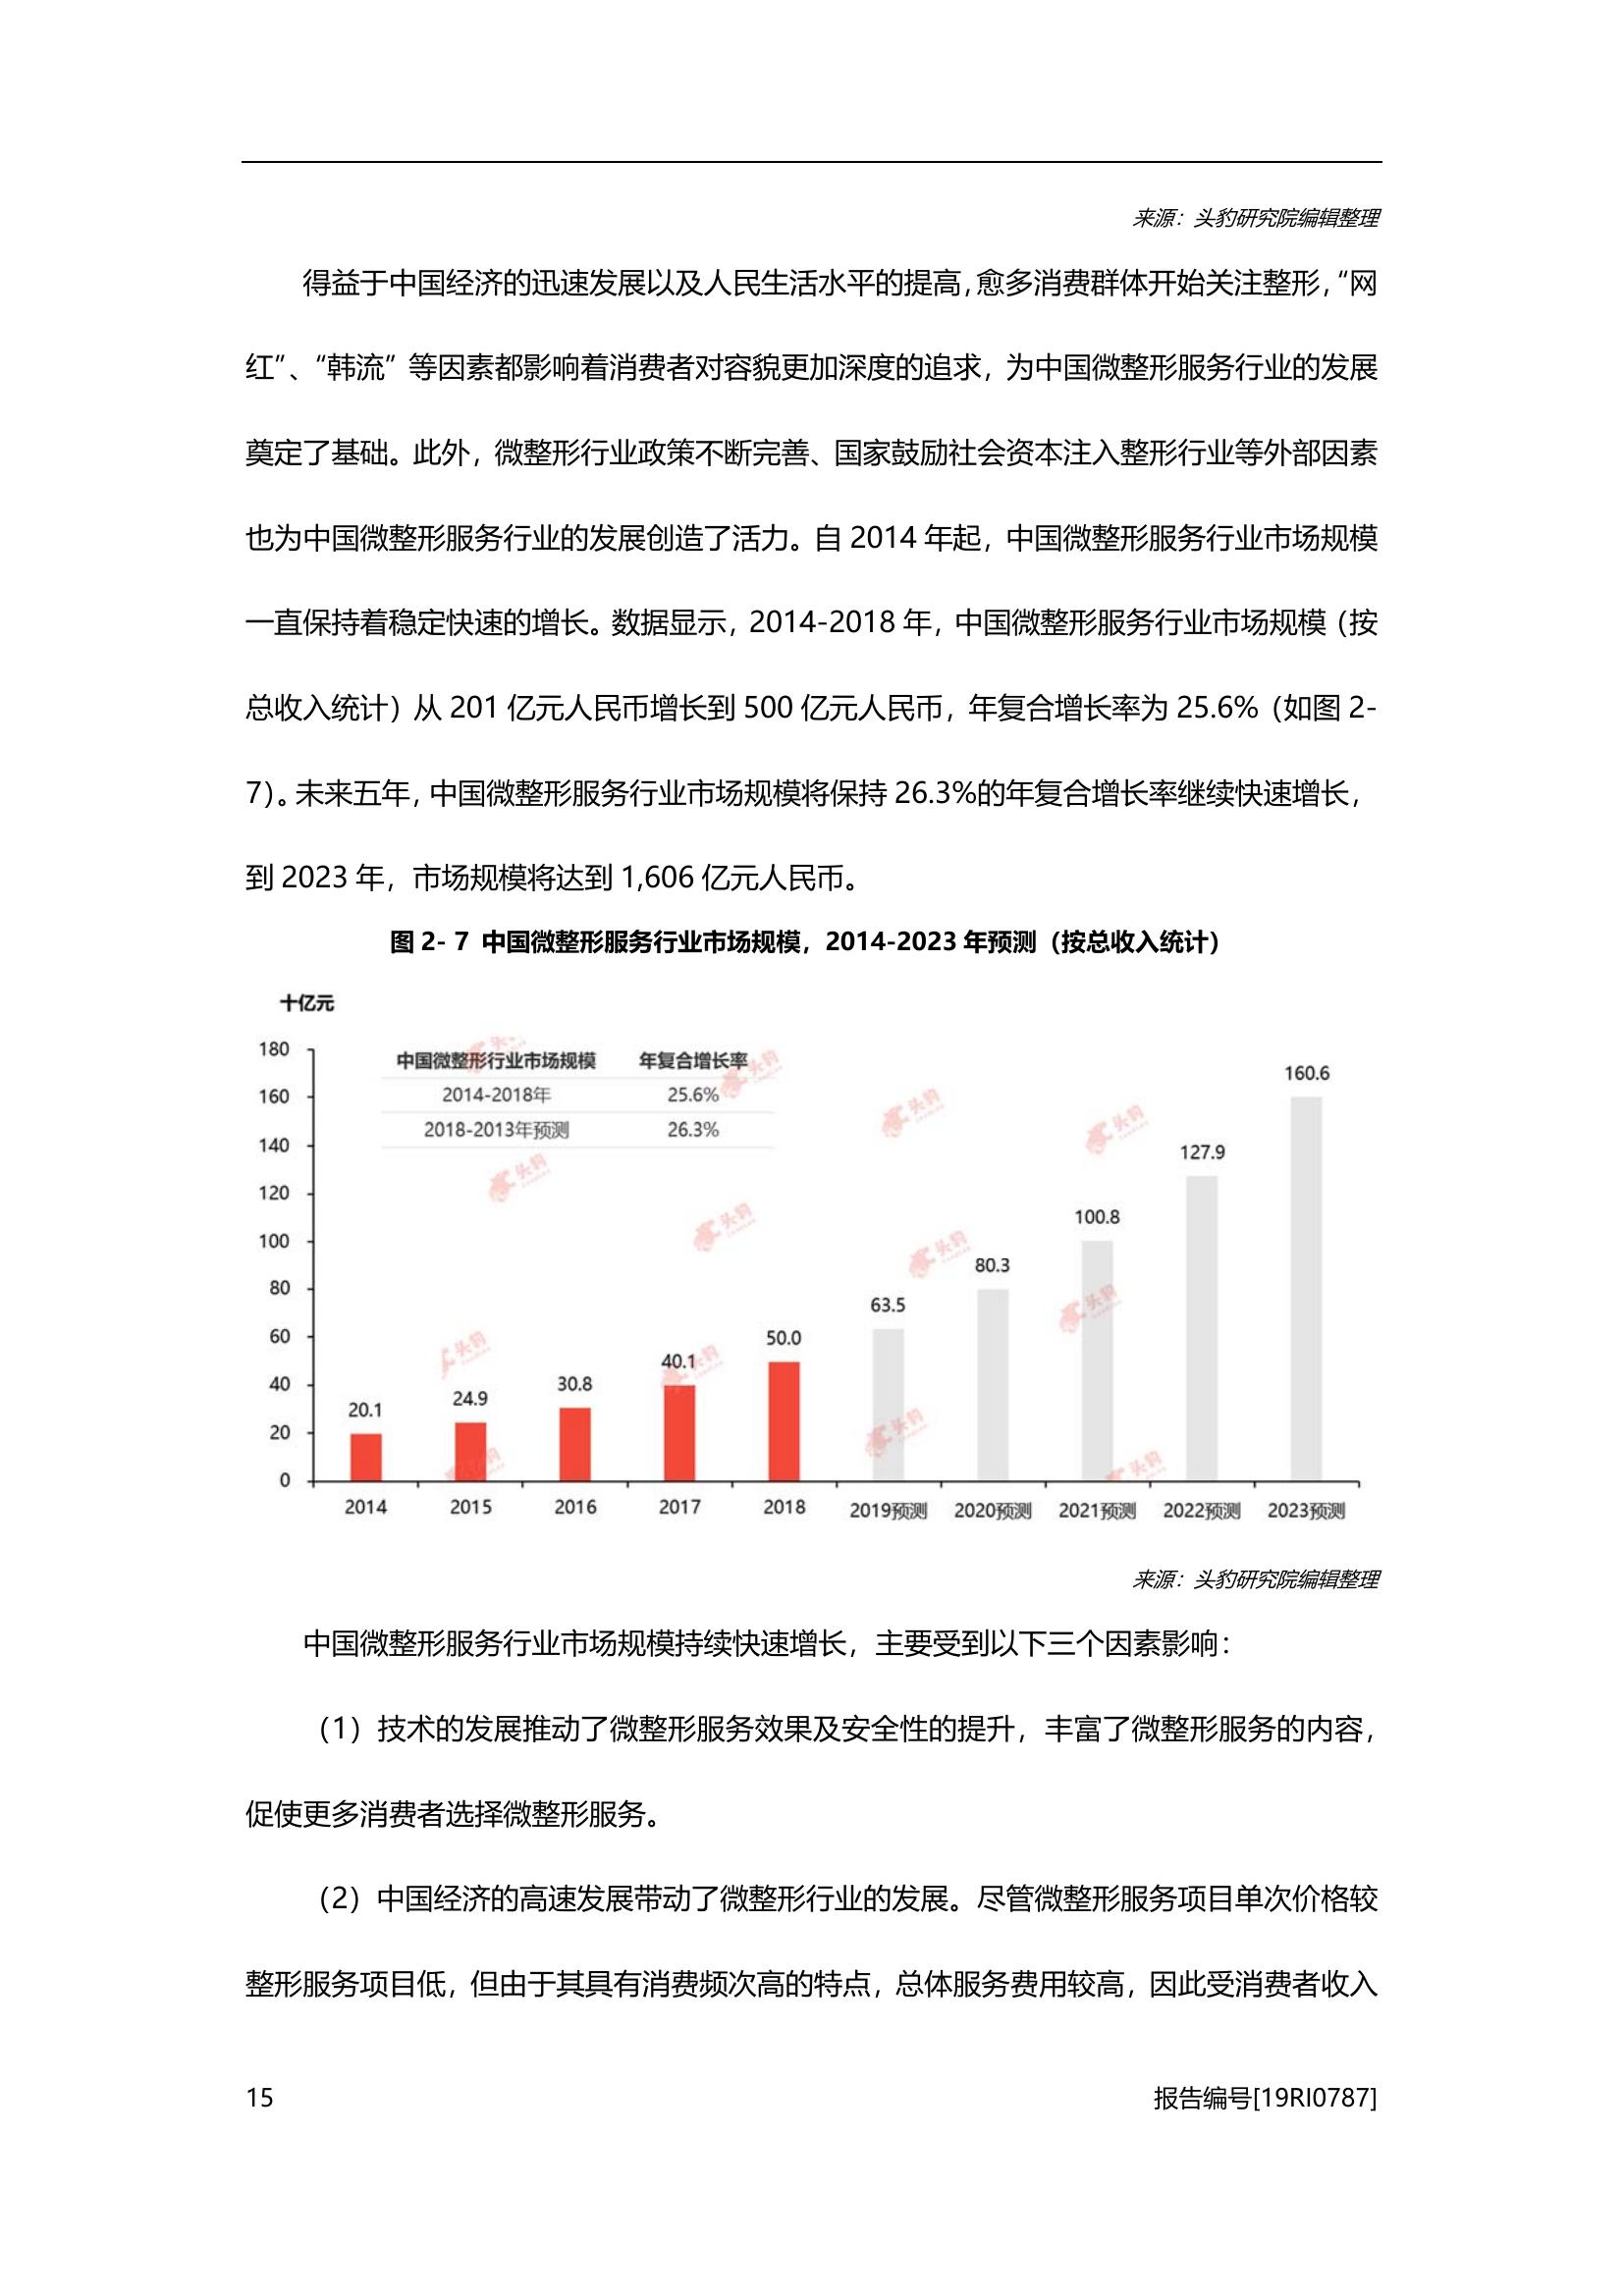 来源：头豹研究院编辑整理
得益于中国经济的迅速发展以及人民生活水平的提高，愈多消费群体开始关注整形，“网
红”、“韩流”等因素都影响着消费者对容貌更加深度的追求，为中国微整形服务行业的发展
奠定了基础。此外，微整形行业政策不断完善、国家鼓励社会资本注入整形行业等外部因素
也为中国微整形服务行业的发展创造了活力。自 2014 年起，中国微整形服务行业市场规模
一直保持着稳定快速的增长。数据显示，2014-2018 年，中国微整形服务行业市场规模（按
总收入统计）从 201 亿元人民币增长到 500 亿元人民币，年复合增长率为 25.6%（如图 2-
7）。未来五年，中国微整形服务行业市场规模将保持 26.3%的年复合增长率继续快速增长，
到 2023 年，市场规模将达到 1,606 亿元人民币。
图 2- 7 中国微整形服务行业市场规模，2014-2023 年预测（按总收入统计）
十亿元
中国微整形行业市场规模 年复合增长率
2014-2018年 25.6%
2018-2013年预测 26.3%
180
160
140
120
100
80
60
40
20
0
20.1
24.9
30.8
40.1
50.0
63.5
80.3
100.8
127.9
160.6
2014 2015 2016 2017 2018 2019预测 2020预测 2021预测 2022预测 2023预测
头豹
头豹
头豹
头豹
头豹
头豹
头豹
头豹
头豹
头豹
头豹
头豹
来源：头豹研究院编辑整理
中国微整形服务行业市场规模持续快速增长，主要受到以下三个因素影响：
（1）技术的发展推动了微整形服务效果及安全性的提升，丰富了微整形服务的内容，
促使更多消费者选择微整形服务。
（2）中国经济的高速发展带动了微整形行业的发展。尽管微整形服务项目单次价格较
整形服务项目低，但由于其具有消费频次高的特点，总体服务费用较高，因此受消费者收入
15 报告编号[19RI0787]